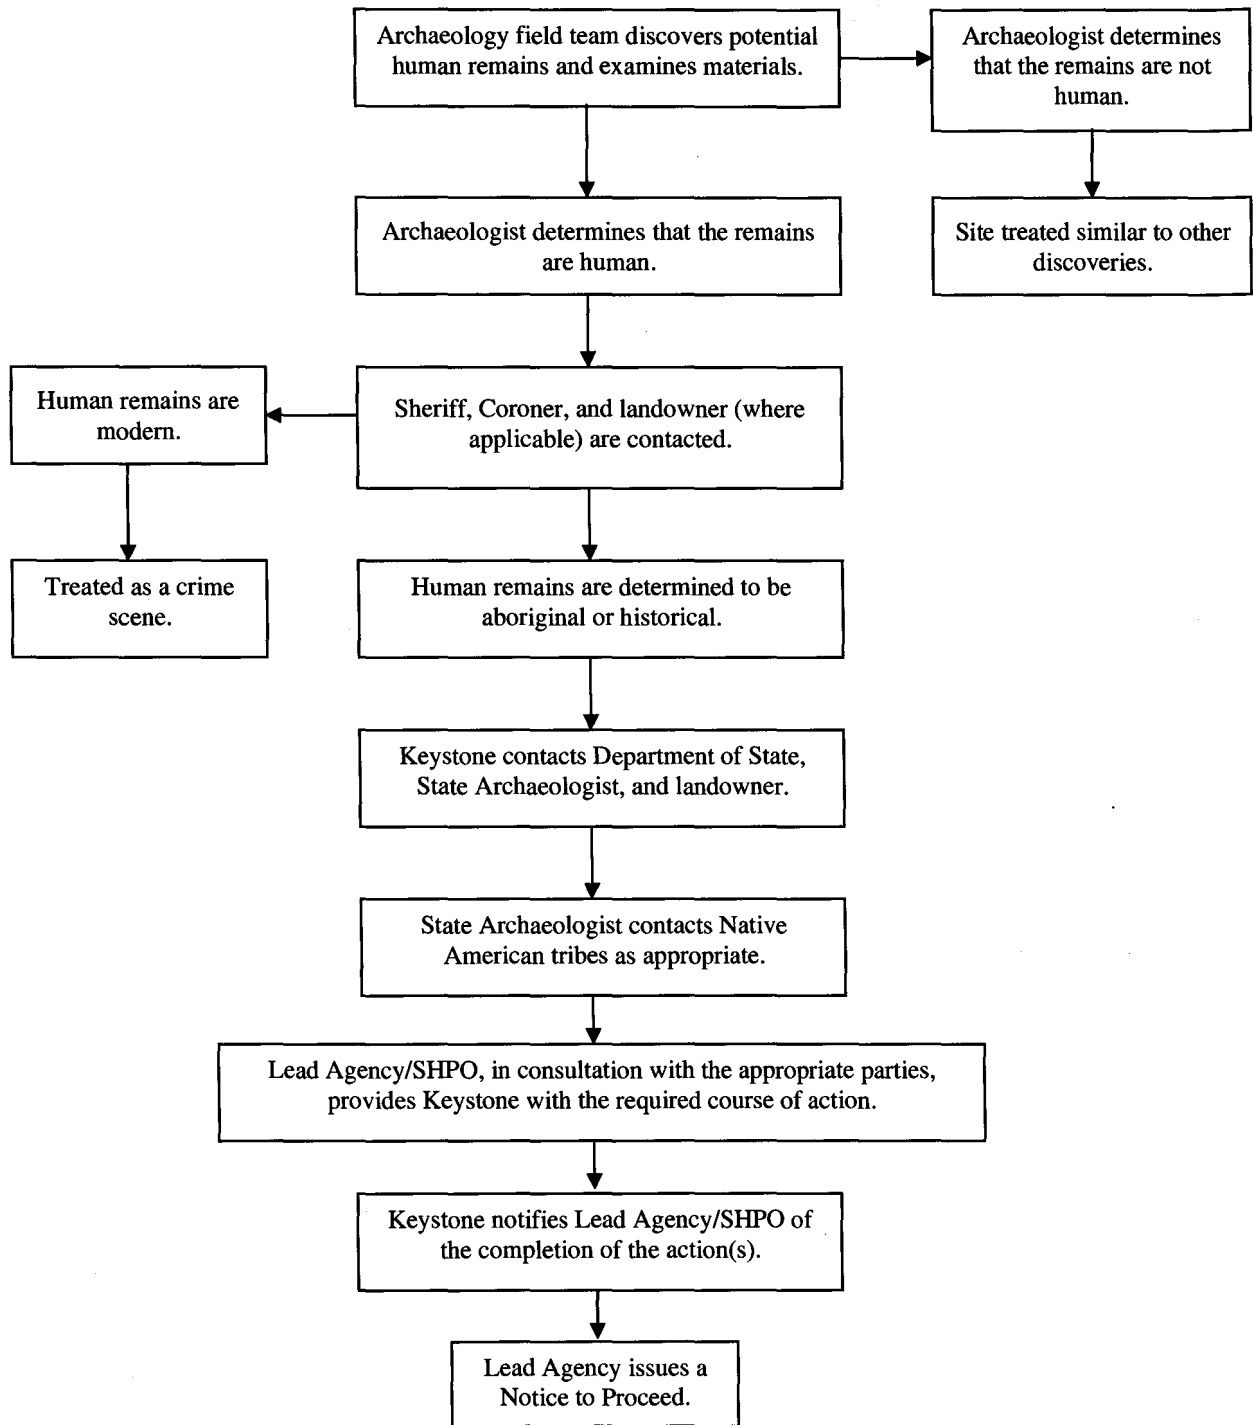 Archaeology field team discovers potential
human remains and examines materials.
Archaeologist determines
that the remains are not
human.
Archaeologist determines that the remains
are human.
Site treated similar to other
discoveries.
Human remains are
modern.
Sheriff, Coroner, and landowner (where
applicable) are contacted.
Treated as a crime
scene.
Human remains are determined to be
aboriginal or historical.
Keystone contacts Department of State,
State Archaeologist, and landowner.
State Archaeologist contacts Native
American tribes as appropriate.
Lead Agency/SHPO, in consultation with the appropriate parties,
provides Keystone with the required course of action.
Keystone notifies Lead Agency/SHPO of
the completion of the action(s).
Lead Agency issues a
Notice to Proceed.